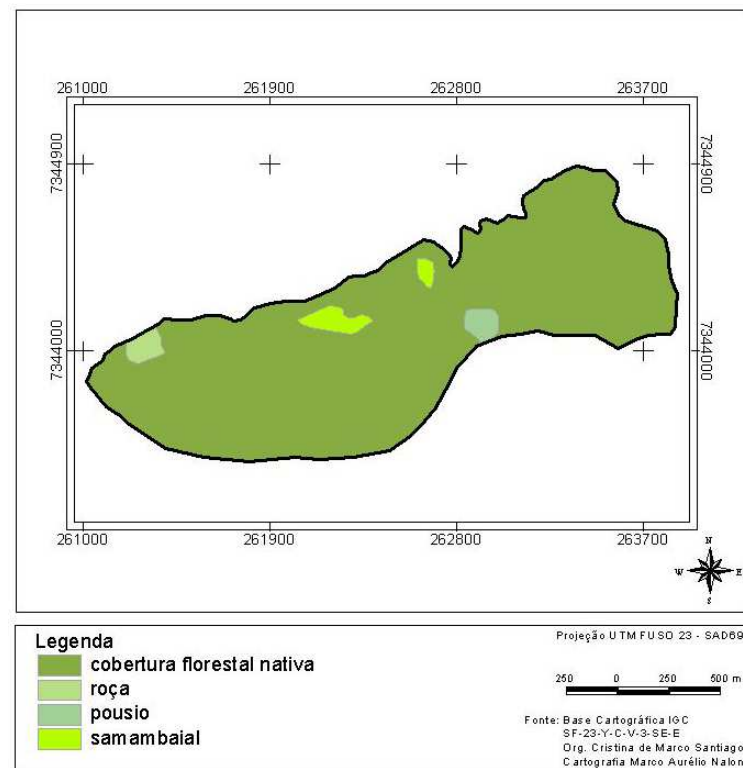 261000 261900 262800 263700
7344900 7344900
7344000 7344000
261000 261900 262800 263700
N
W E
S
Legenda
cobertura florestal nativa
roça
pousio
samambaial
Projeção UTM FUSO 23 - SAD69
250 0 250 500 m
Fonte: Base Cartográfica IGC
SF-23-Y-C-V-3-SE-E
Org. Cristina de Marco Santiago
Cartografia Marco Aurélio Nalon